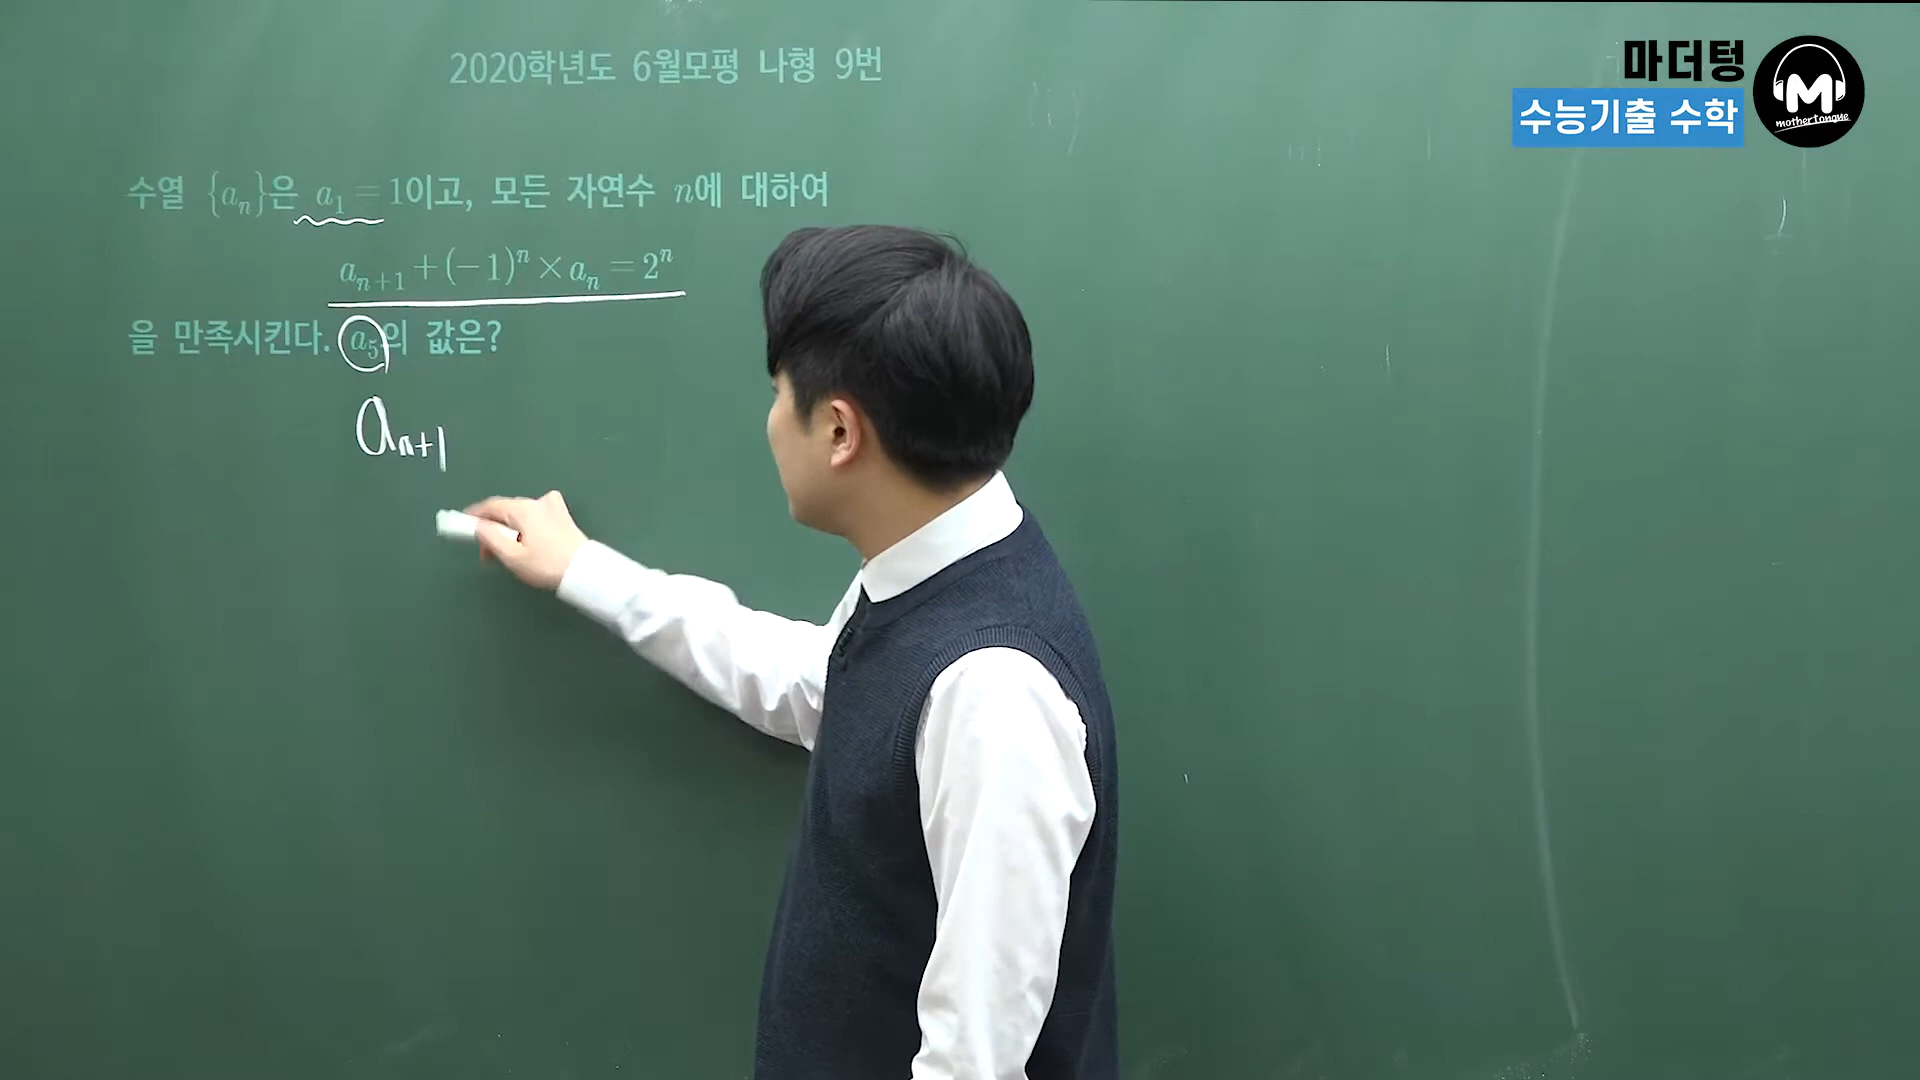 2020학년도 6월모평 나형 9번
마더텅
수능기출 수학
M
mothertongue
수열 {aₙ}은 a₁ = 1이고, 모든 자연수 n에 대하여
aₙ₊₁ + (−1)ⁿ × aₙ = 2ⁿ
을 만족시킨다. a₅의 값은?
aₙ₊₁